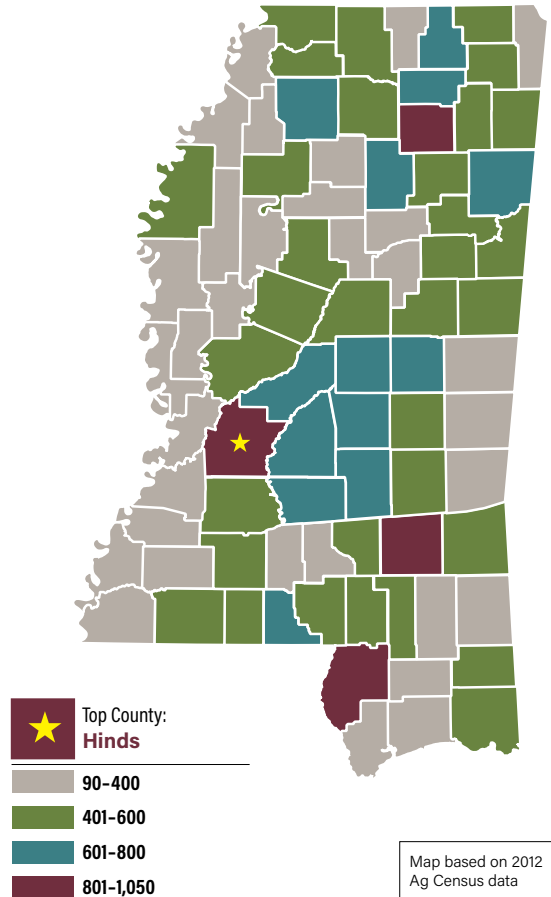 Top County:
Hinds
90–400
401–600
601–800
801–1,050
Map based on 2012
Ag Census data